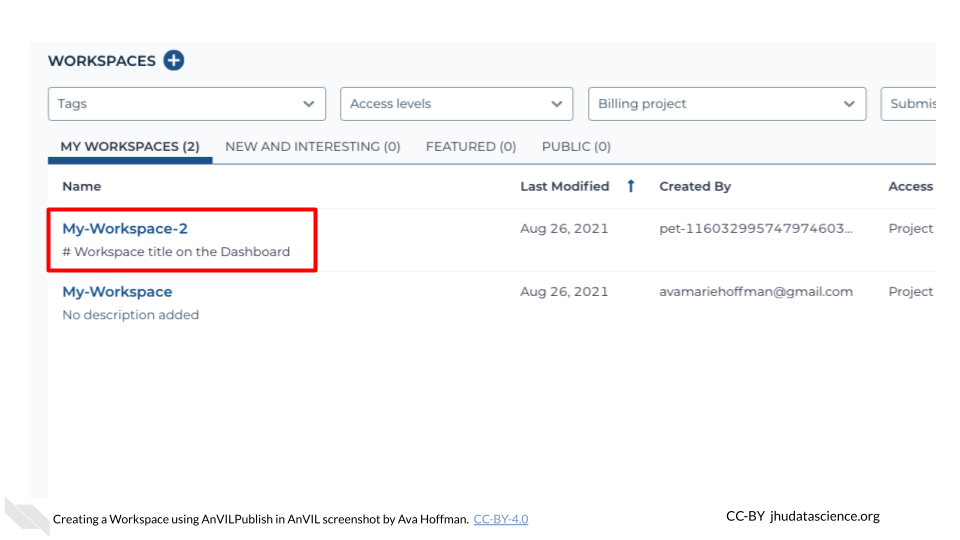 WORKSPACES
Tags Access levels Billing project Submis
MY WORKSPACES (2) NEW AND INTERESTING (0) FEATURED (0) PUBLIC (0)
Name Last Modified ↑ Created By Access
My-Workspace-2 Aug 26, 2021 pet-116032995747974603... Project
# Workspace title on the Dashboard
My-Workspace Aug 26, 2021 avamariehoffman@gmail.com Project
No description added
Creating a Workspace using AnVILPublish in AnVIL screenshot by Ava Hoffman. CC-BY-4.0 CC-BY jhudatascience.org